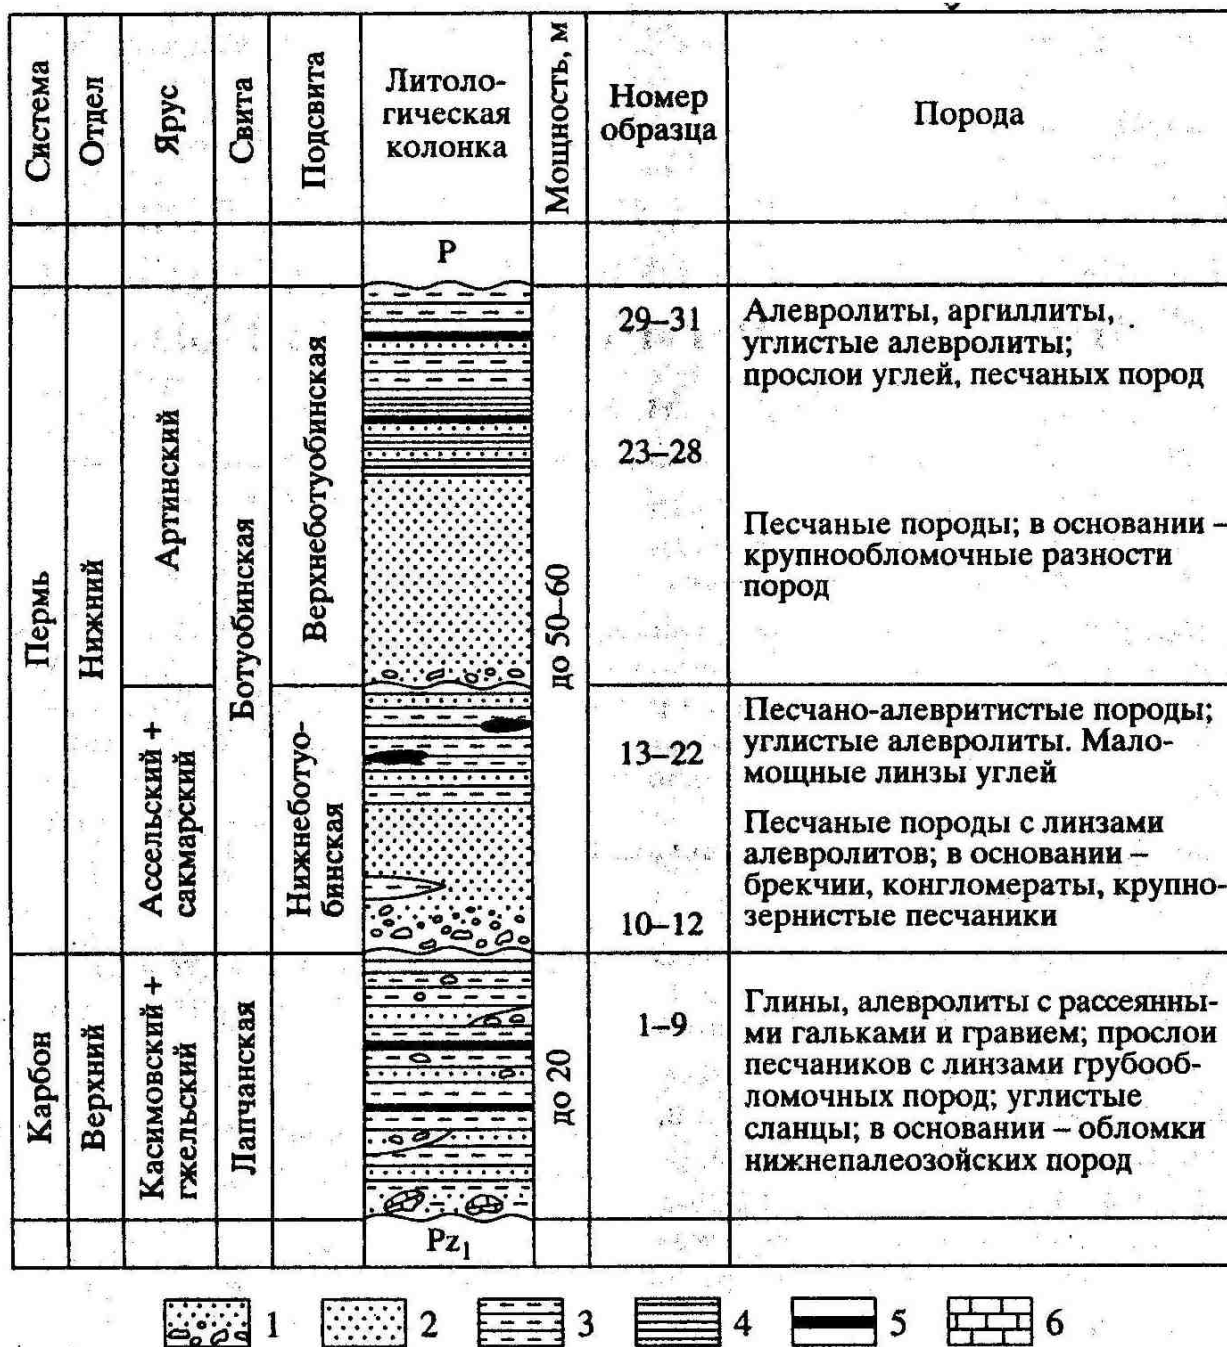 Система
Отдел
Ярус
Свита
Подсвита
Литоло-
гическая
колонка
Мощность, м
Номер
образца
Порода
P
Пермь
Нижний
Артинский
Ботуобинская
Верхнеботуобинская
до 50–60
29–31
Алевролиты, аргиллиты,
углистые алевролиты;
прослои углей, песчаных пород
23–28
Песчаные породы; в основании –
крупнообломочные разности
пород
Ассельский +
сакмарский
Нижнеботуо-
бинская
13–22
Песчано-алевритистые породы;
углистые алевролиты. Мало-
мощные линзы углей
Песчаные породы с линзами
алевролитов; в основании –
брекчии, конгломераты, крупно-
зернистые песчаники
10–12
Карбон
Верхний
Касимовский +
гжельский
Лапчанская
до 20
1–9
Глины, алевролиты с рассеянны-
ми гальками и гравием; прослои
песчаников с линзами грубооб-
ломочных пород; углистые
сланцы; в основании – обломки
нижнепалеозойских пород
Pz₁
1 2 3 4 5 6